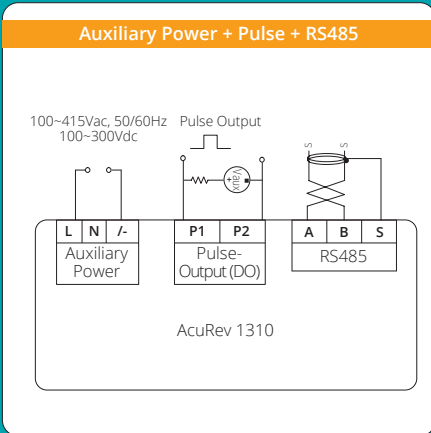 Auxiliary Power + Pulse + RS485
100~415Vac, 50/60Hz
100~300Vdc
Pulse Output
S S
+ Vaux -
L N /-
Auxiliary
Power
P1 P2
Pulse-
Output (DO)
A B S
RS485
AcuRev 1310